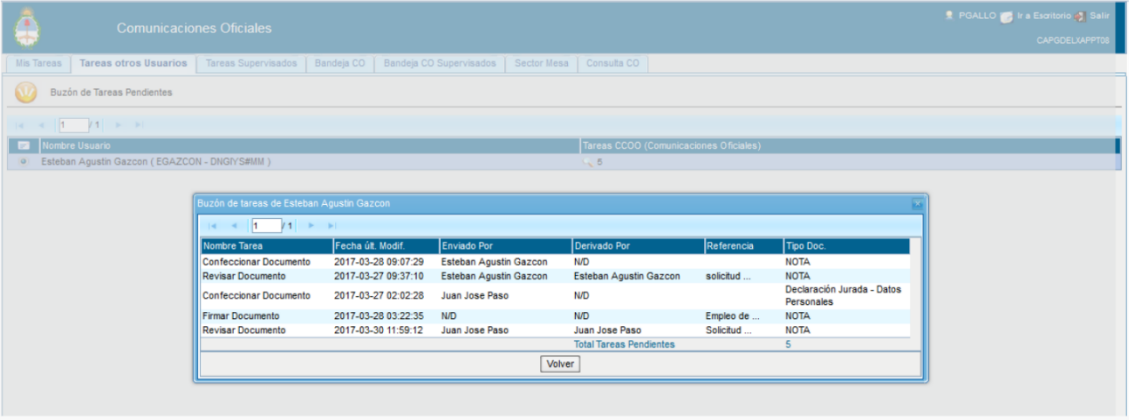 Comunicaciones Oficiales
PGALLO Ir a Escritorio Salir
CAPGDELXAPPT08
Mis Tareas Tareas otros Usuarios Tareas Supervisados Bandeja CO Bandeja CO Supervisados Sector Mesa Consulta CO
Buzón de Tareas Pendientes
1 / 1
Nombre Usuario Tareas CCOO (Comunicaciones Oficiales)
Esteban Agustin Gazcon ( EGAZCON - DNGIYS#MM ) 5
Buzón de tareas de Esteban Agustin Gazcon
1 / 1
Nombre Tarea Fecha últ. Modif. Enviado Por Derivado Por Referencia Tipo Doc.
Confeccionar Documento 2017-03-28 09:07:29 Esteban Agustin Gazcon N/D NOTA
Revisar Documento 2017-03-27 09:37:10 Esteban Agustin Gazcon Esteban Agustin Gazcon solicitud ... NOTA
Confeccionar Documento 2017-03-27 02:02:28 Juan Jose Paso N/D Declaración Jurada - Datos
Personales
Firmar Documento 2017-03-28 03:22:35 N/D N/D Empleo de ... NOTA
Revisar Documento 2017-03-30 11:59:12 Juan Jose Paso Juan Jose Paso Solicitud ... NOTA
Total Tareas Pendientes 5
Volver